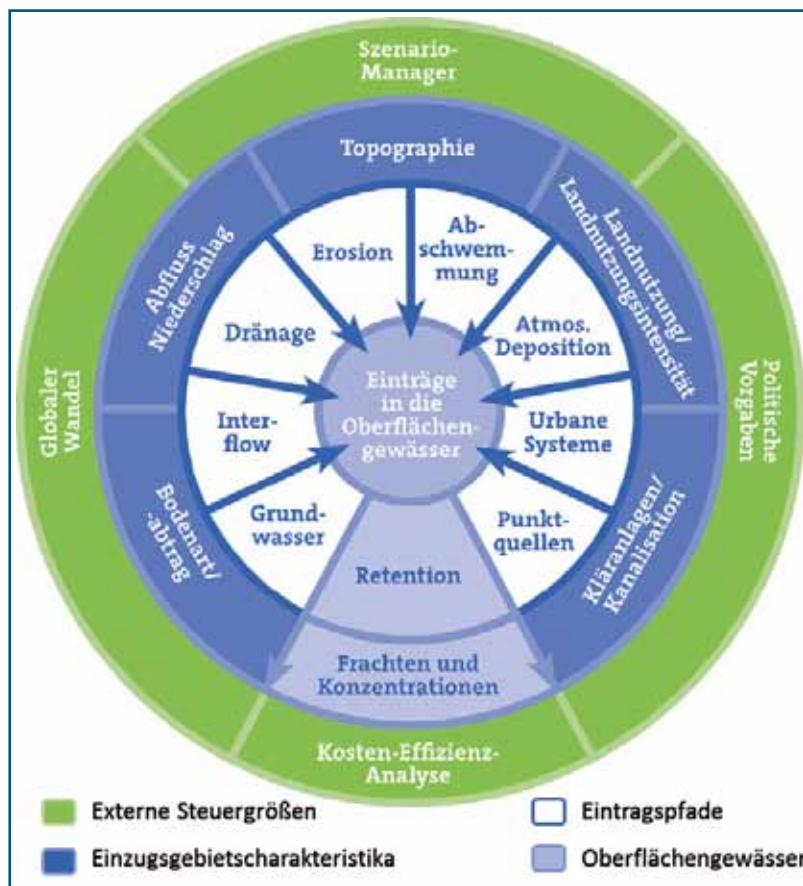 Szenario-
Manager
Topographie
Landnutzung/
Landnutzungsintensität
Politische
Vorgaben
Kläranlagen/
Kanalisation
Kosten-Effizienz-
Analyse
Bodenart/
-abtrag
Globaler
Wandel
Abfluss
Niederschlag
Erosion
Ab-
schwem-
mung
Atmos.
Deposition
Urbane
Systeme
Punkt-
quellen
Grund-
wasser
Inter-
flow
Dränage
Einträge
in die
Oberflächen-
gewässer
Retention
Frachten und
Konzentrationen
Externe Steuergrößen
Einzugsgebietscharakteristika
Eintragspfade
Oberflächengewässer